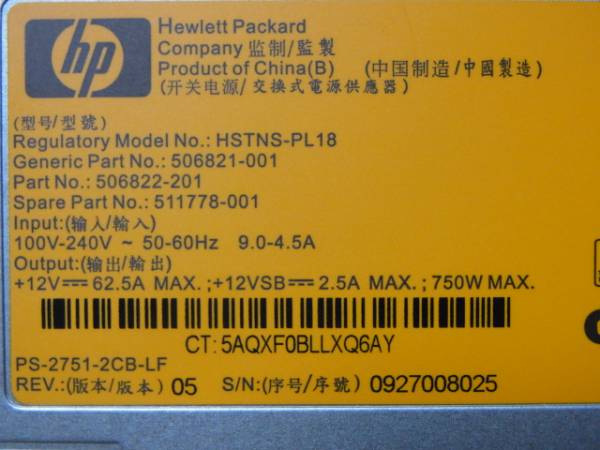 hp
Hewlett Packard
Company 监制/監製
Product of China(B) (中国制造/中國製造)
(开关电源/交換式電源供應器)
(型号/型號)
Regulatory Model No.: HSTNS-PL18
Generic Part No.: 506821-001
Part No.: 506822-201
Spare Part No.: 511778-001
Input:(输入/輸入)
100V-240V ~ 50-60Hz 9.0-4.5A
Output:(输出/輸出)
+12V⎓ 62.5A MAX.;+12VSB⎓ 2.5A MAX.; 750W MAX.
CT: 5AQXF0BLLXQ6AY
PS-2751-2CB-LF
REV.:(版本/版本) 05 S/N:(序号/序號) 0927008025